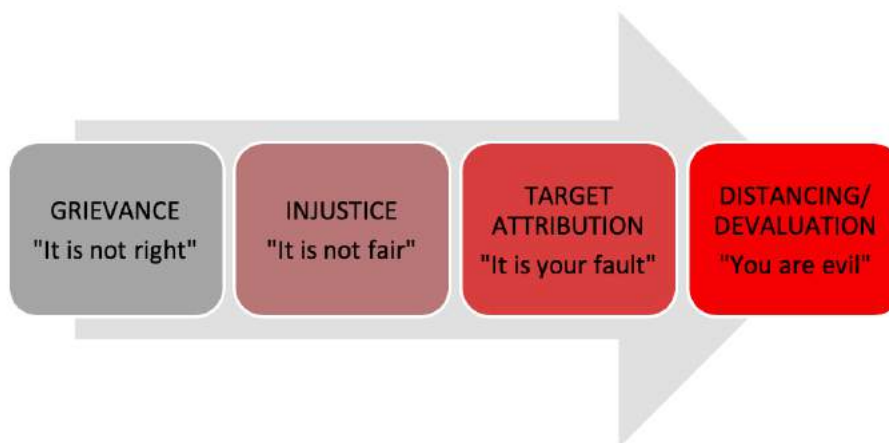 GRIEVANCE
"It is not right"
INJUSTICE
"It is not fair"
TARGET
ATTRIBUTION
"It is your fault"
DISTANCING/
DEVALUATION
"You are evil"